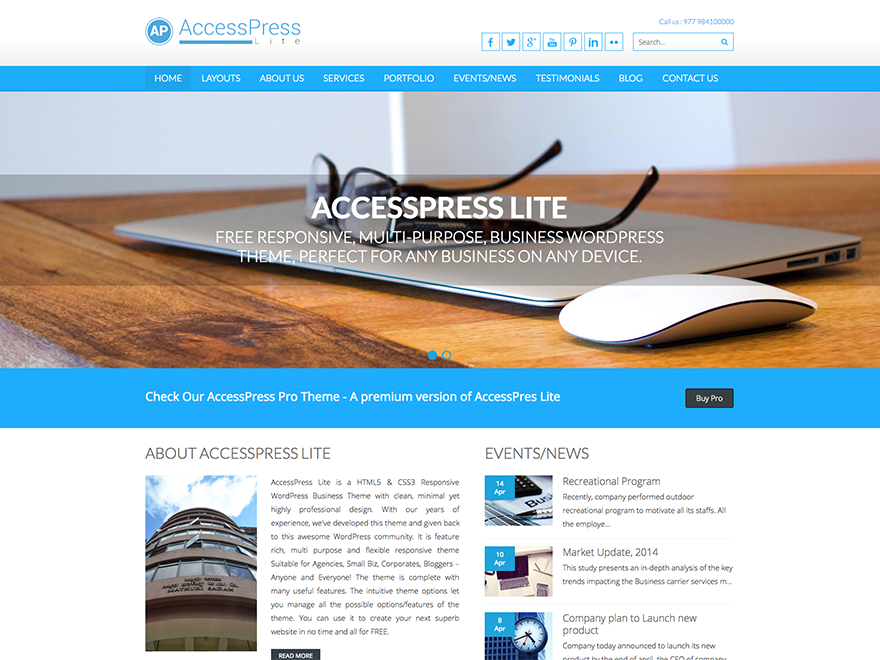 AP AccessPress
Lite
Call us : 977 984100000
Search...
HOME LAYOUTS ABOUT US SERVICES PORTFOLIO EVENTS/NEWS TESTIMONIALS BLOG CONTACT US
ACCESSPRESS LITE
FREE RESPONSIVE, MULTI-PURPOSE, BUSINESS WORDPRESS
THEME, PERFECT FOR ANY BUSINESS ON ANY DEVICE.
Check Our AccessPress Pro Theme - A premium version of AccessPres Lite
Buy Pro
ABOUT ACCESSPRESS LITE
AccessPress Lite is a HTML5 & CSS3 Responsive
WordPress Business Theme with clean, minimal yet
highly professional design. With our years of
experience, we've developed this theme and given back
to this awesome WordPress community. It is feature
rich, multi purpose and flexible responsive theme
Suitable for Agencies, Small Biz, Corporates, Bloggers –
Anyone and Everyone! The theme is complete with
many useful features. The intuitive theme options let
you manage all the possible options/features of the
theme. You can use it to create your next superb
website in no time and all for FREE.
READ MORE
EVENTS/NEWS
14
Apr
Recreational Program
Recently, company performed outdoor
recreational program to motivate all its staffs. All
the employe...
10
Apr
Market Update, 2014
This study presents an in-depth analysis of the key
trends impacting the Business carrier services m...
8
Apr
Company plan to Launch new
product
Company today announced to launch its new
product by the end of april, the CEO of company